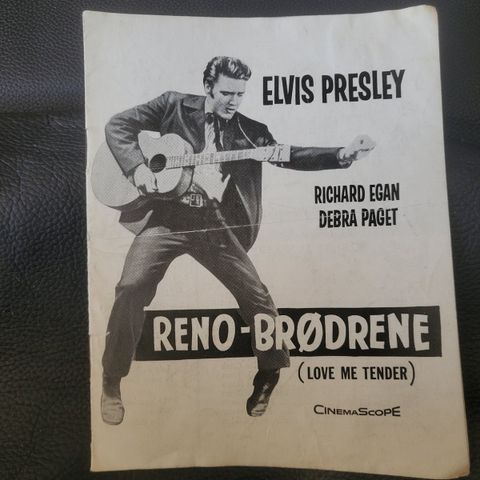 ELVIS PRESLEY
RICHARD EGAN
DEBRA PAGET
RENO-BRØDRENE
(LOVE ME TENDER)
CINEMASCOPE